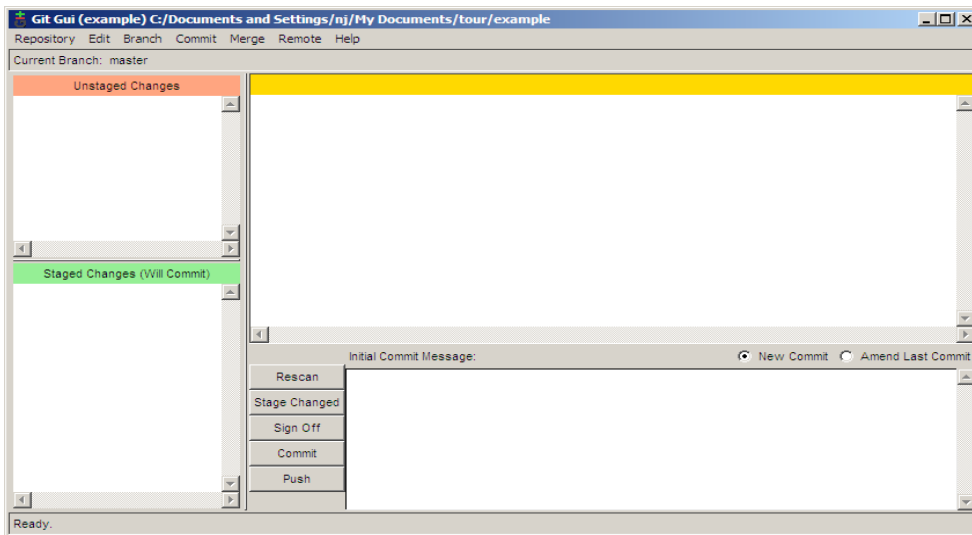 Git Gui (example) C:/Documents and Settings/nj/My Documents/tour/example
Repository Edit Branch Commit Merge Remote Help
Current Branch: master
Unstaged Changes
Staged Changes (Will Commit)
Initial Commit Message:
New Commit
Amend Last Commit
Rescan
Stage Changed
Sign Off
Commit
Push
Ready.